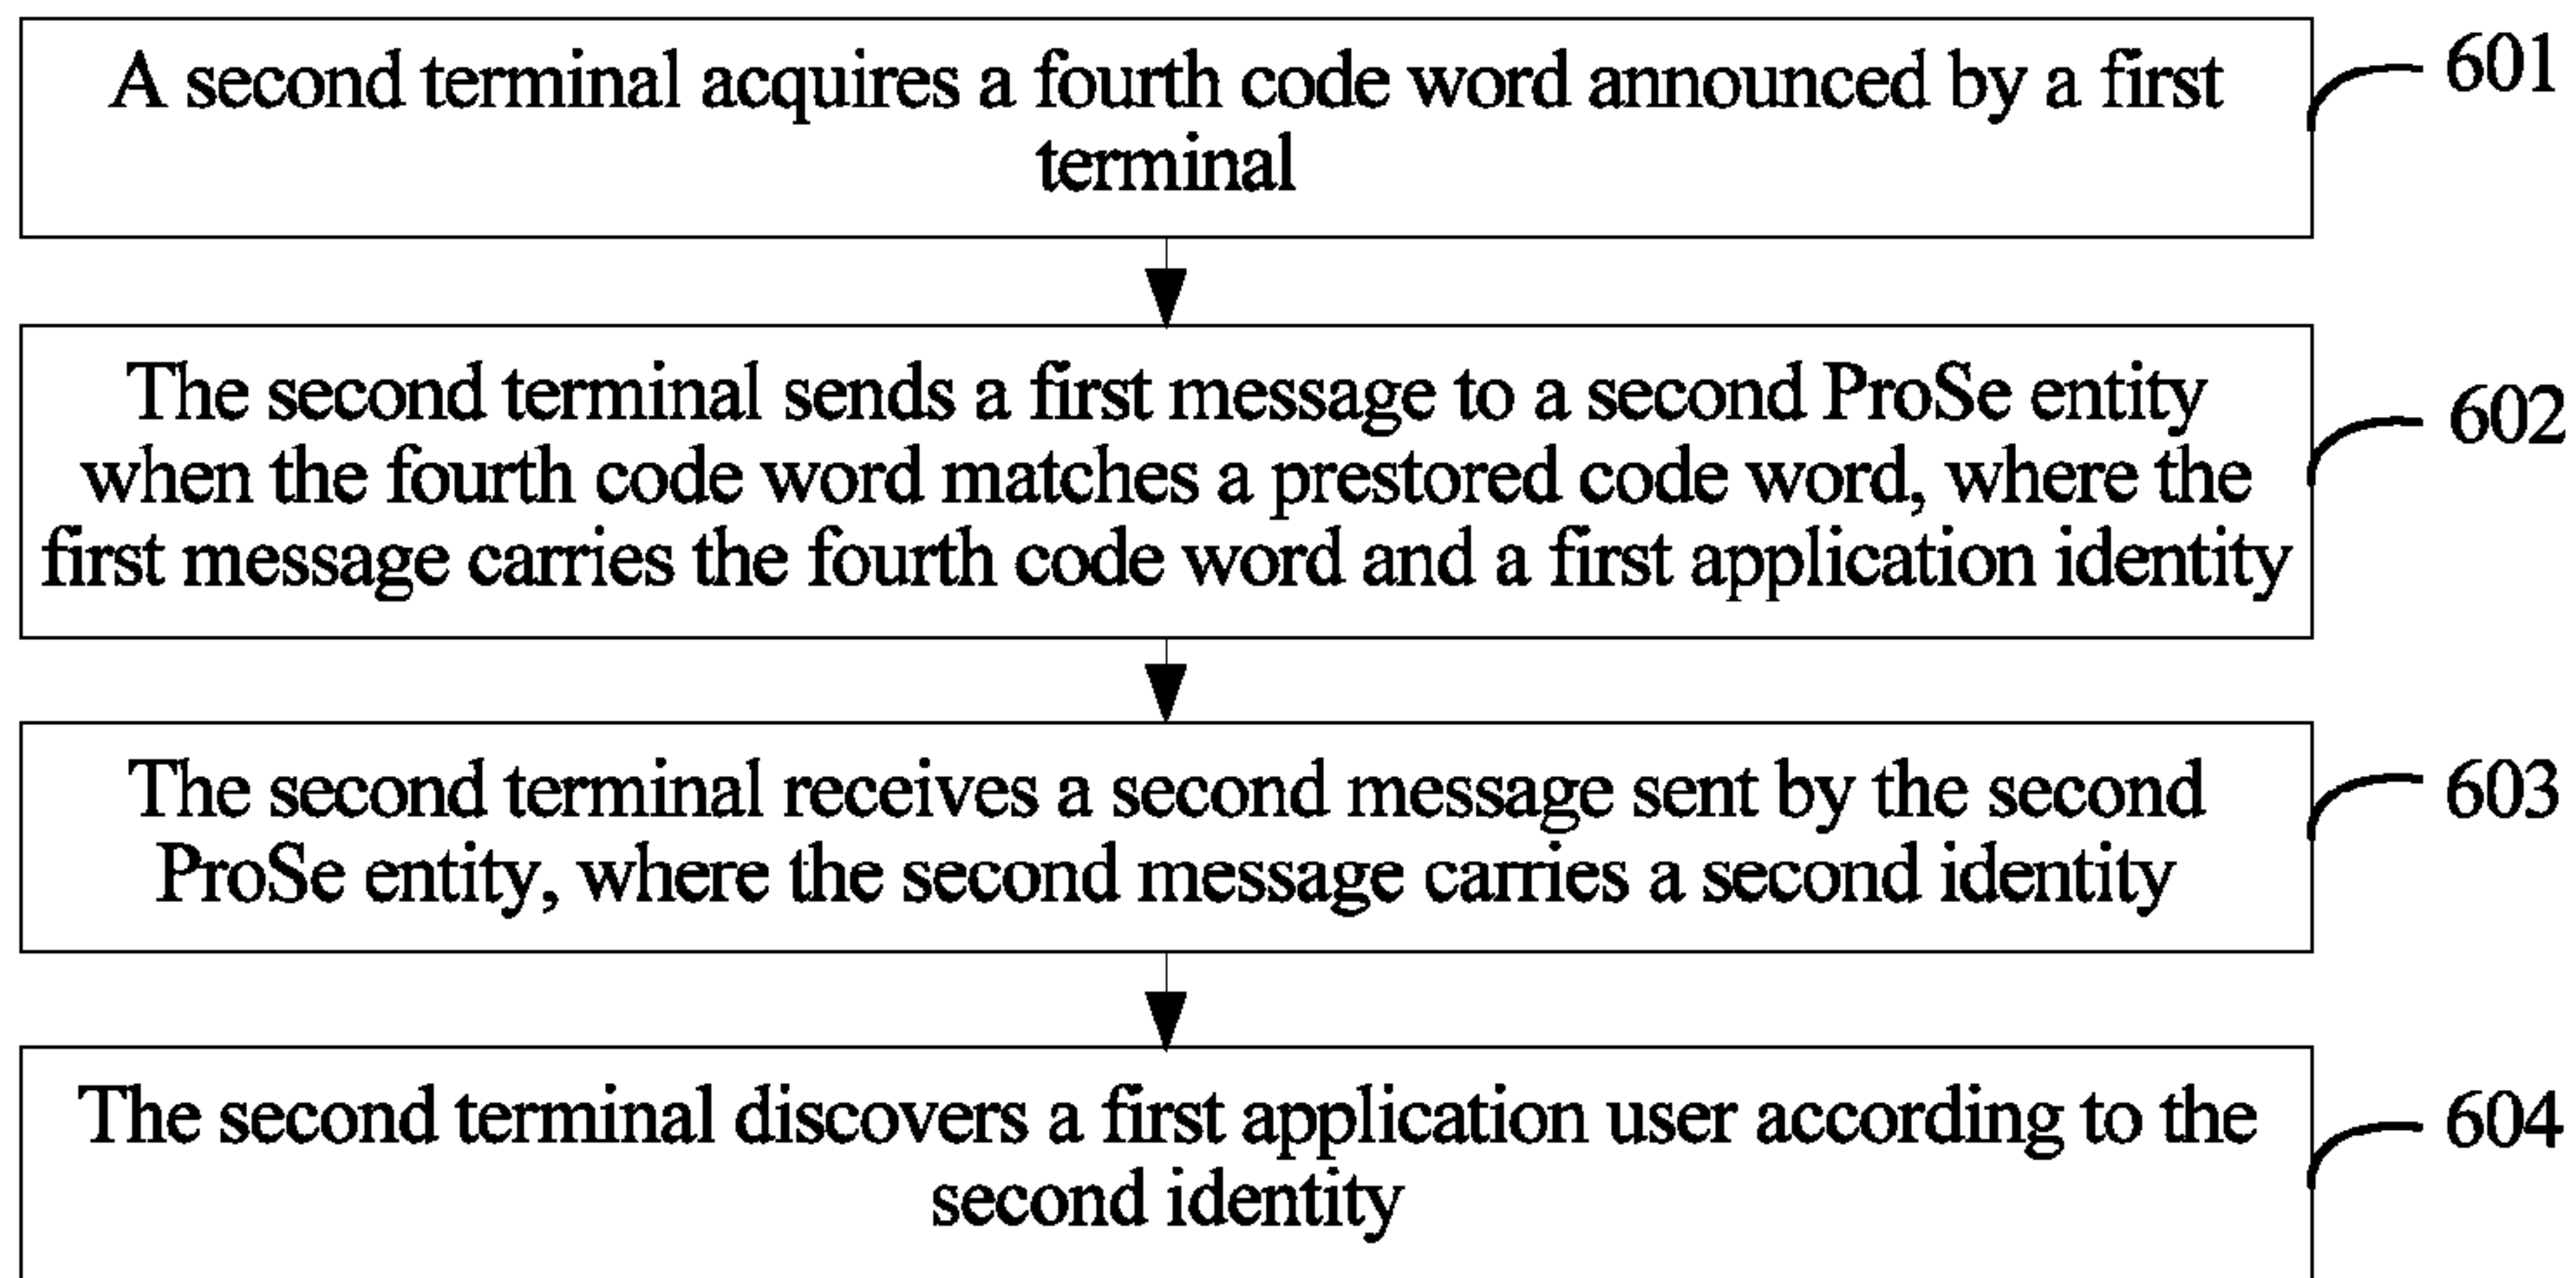 A second terminal acquires a fourth code word announced by a first
terminal
601
The second terminal sends a first message to a second ProSe entity
when the fourth code word matches a prestored code word, where the
first message carries the fourth code word and a first application identity
602
The second terminal receives a second message sent by the second
ProSe entity, where the second message carries a second identity
603
The second terminal discovers a first application user according to the
second identity
604